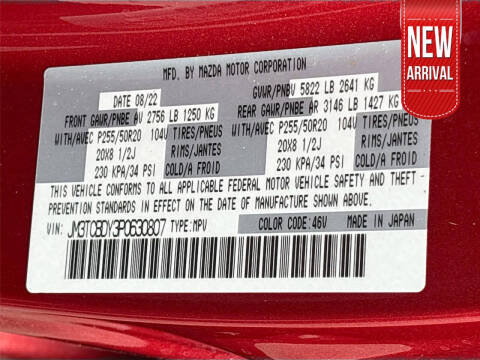 NEW
ARRIVAL
MFD. BY MAZDA MOTOR CORPORATION
DATE 08/22 GVWR/PNBV 5822 LB 2641 KG
FRONT GAWR/PNBE AV 2756 LB 1250 KG REAR GAWR/PNBE AR 3146 LB 1427 KG
WITH/AVEC P255/50R20 104V TIRES/PNEUS WITH/AVEC P255/50R20 104V TIRES/PNEUS
20X8 1/2J RIMS/JANTES 20X8 1/2J RIMS/JANTES
230 KPA/34 PSI COLD/A FROID 230 KPA/34 PSI COLD/A FROID
THIS VEHICLE CONFORMS TO ALL APPLICABLE FEDERAL MOTOR VEHICLE SAFETY AND THEFT
PREVENTION STANDARDS IN EFFECT ON THE DATE OF MANUFACTURE SHOWN ABOVE.
VIN: JM3TCBDY3P0630807 TYPE:MPV COLOR CODE:46V MADE IN JAPAN